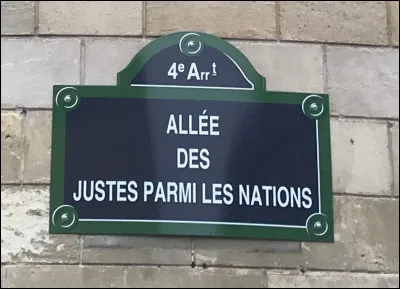 4e Arrt
ALLÉE
DES
JUSTES PARMI LES NATIONS